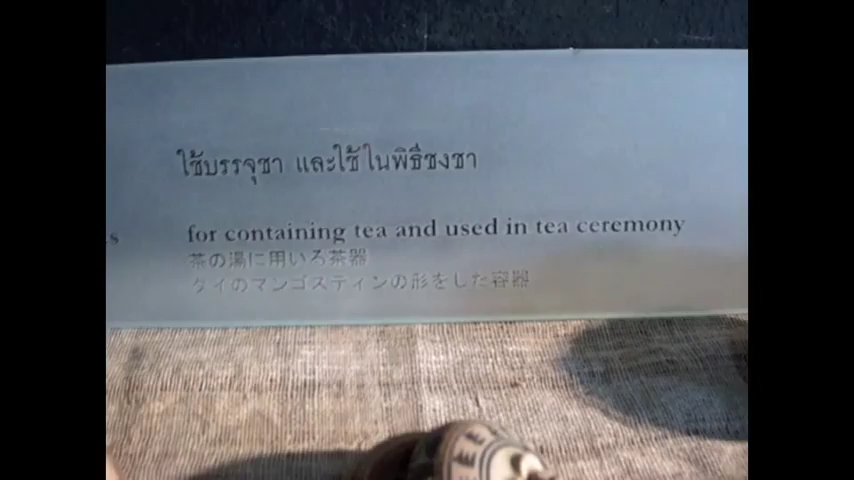 ใช้บรรจุชา และใช้ในพิธีชงชา
for containing tea and used in tea ceremony
茶の湯に用いろ茶器
タイのマンゴスティンの形をした容器